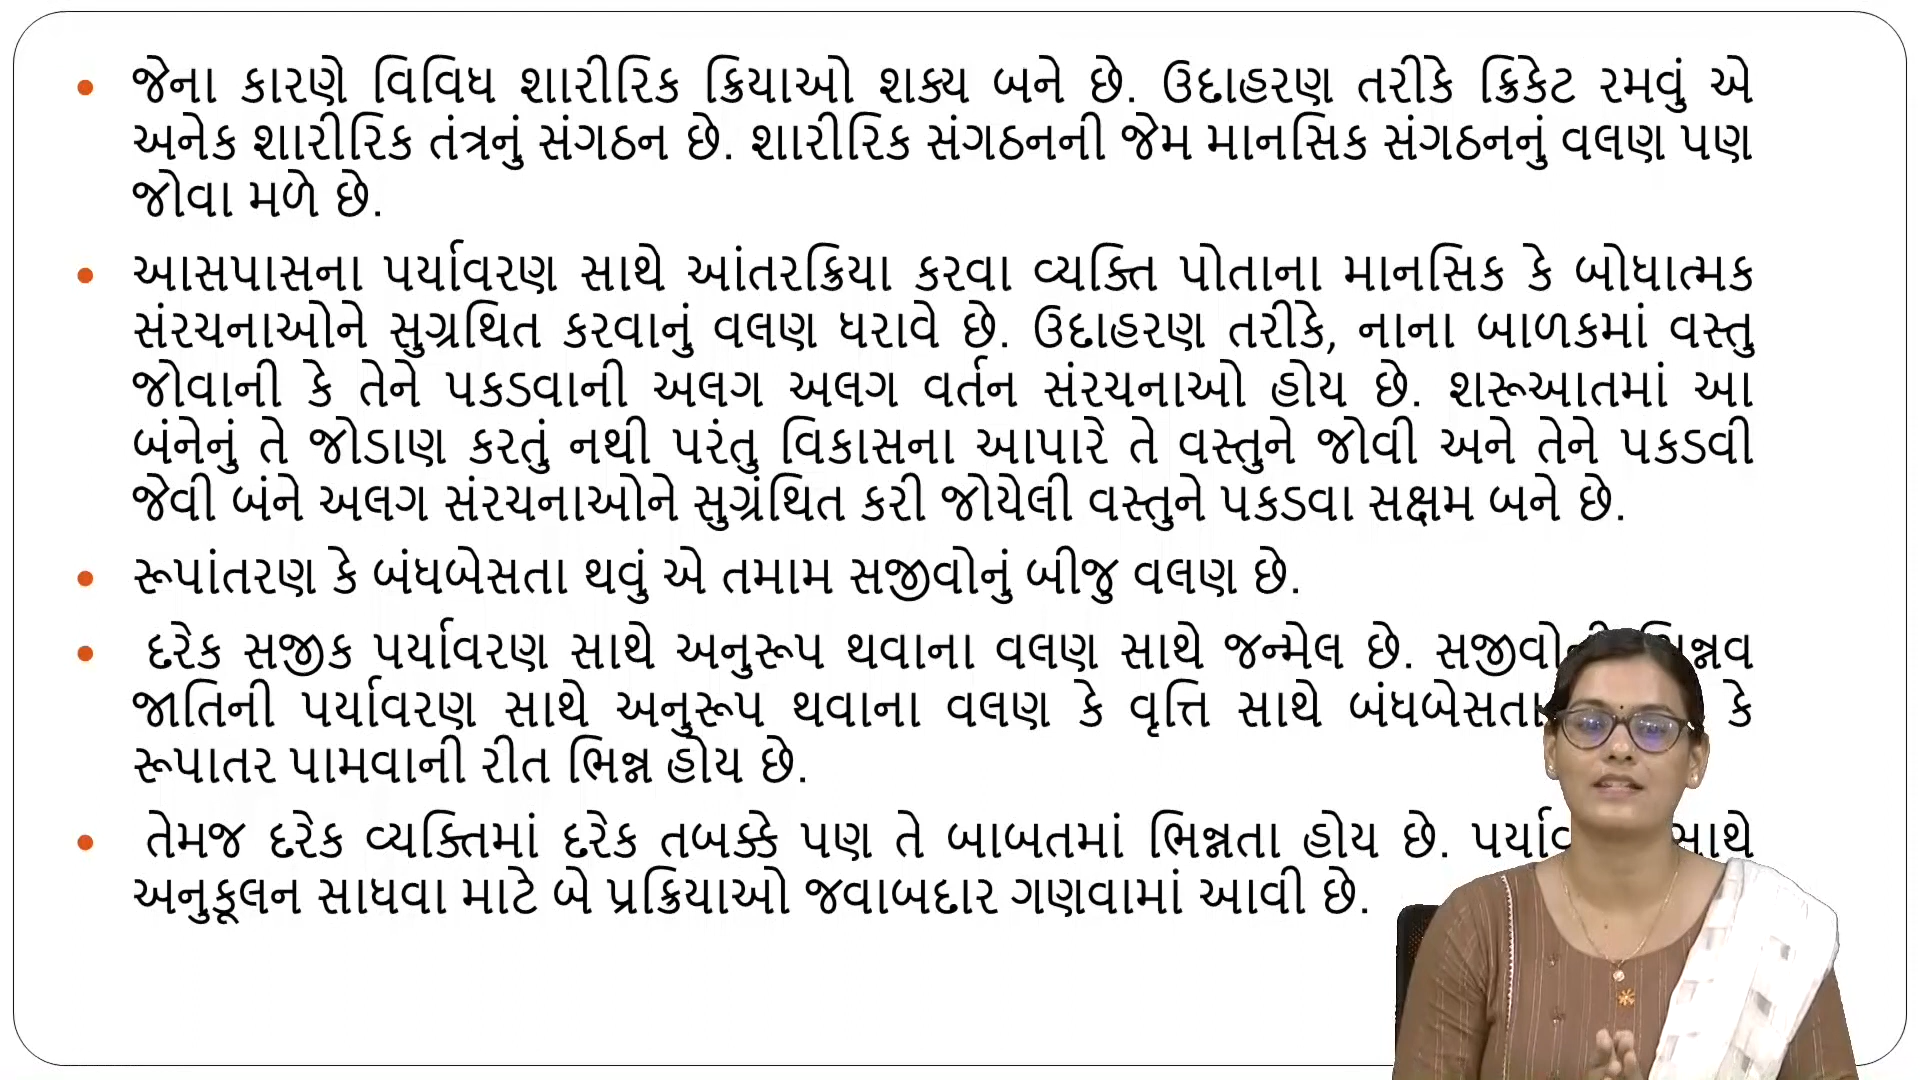 • જેના કારણે વિવિધ શારીરિક ક્રિયાઓ શક્ય બને છે. ઉદાહરણ તરીકે ક્રિકેટ રમવું એ
અનેક શારીરિક તંત્રનું સંગઠન છે. શારીરિક સંગઠનની જેમ માનસિક સંગઠનનું વલણ પણ
જોવા મળે છે.
• આસપાસના પર્યાવરણ સાથે આંતરક્રિયા કરવા વ્યક્તિ પોતાના માનસિક કે બોધાત્મક
સંરચનાઓને સુગ્રથિત કરવાનું વલણ ધરાવે છે. ઉદાહરણ તરીકે, નાના બાળકમાં વસ્તુ
જોવાની કે તેને પકડવાની અલગ અલગ વર્તન સંરચનાઓ હોય છે. શરૂઆતમાં આ
બંનેનું તે જોડાણ કરતું નથી પરંતુ વિકાસના આપારે તે વસ્તુને જોવી અને તેને પકડવી
જેવી બંને અલગ સંરચનાઓને સુગ્રંથિત કરી જોયેલી વસ્તુને પકડવા સક્ષમ બને છે.
• રૂપાંતરણ કે બંધબેસતા થવું એ તમામ સજીવોનું બીજુ વલણ છે.
• દરેક સજીક પર્યાવરણ સાથે અનુરૂપ થવાના વલણ સાથે જન્મેલ છે.
જાતિની પર્યાવરણ સાથે અનુરૂપ થવાના વલણ કે વૃત્તિ સાથે બંધબેસતા કે
રૂપાતર પામવાની રીત ભિન્ન હોય છે.
• તેમજ દરેક વ્યક્તિમાં દરેક તબક્કે પણ તે બાબતમાં ભિન્નતા હોય છે. સાથે
અનુકૂલન સાધવા માટે બે પ્રક્રિયાઓ જવાબદાર ગણવામાં આવી છે.